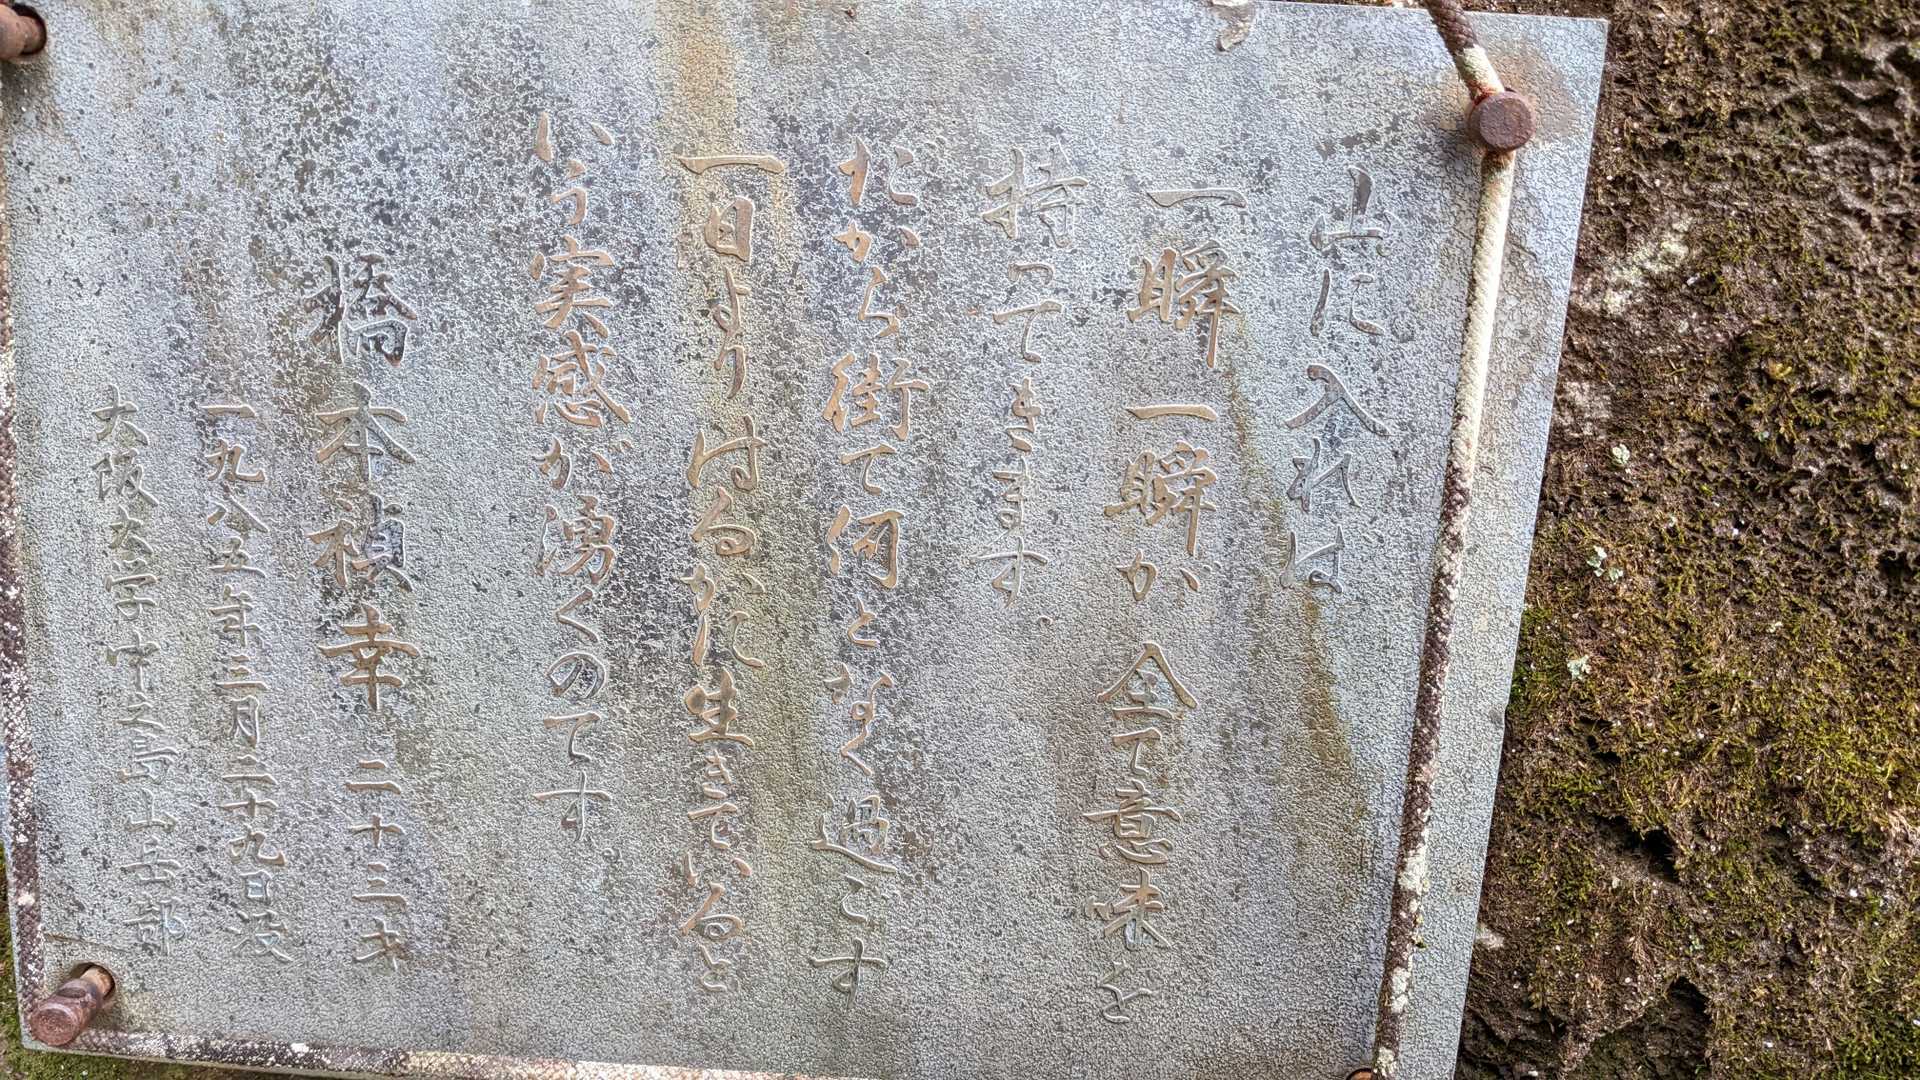 山に入れば
一瞬一瞬が全て意味を
持ってきます。
だから街で何となく過ごす
一日よりはるかに生きていると
いう実感が湧くのです。
橋本禎幸 二十三才
一九八五年三月二十九日没
大阪大学中之島山岳部